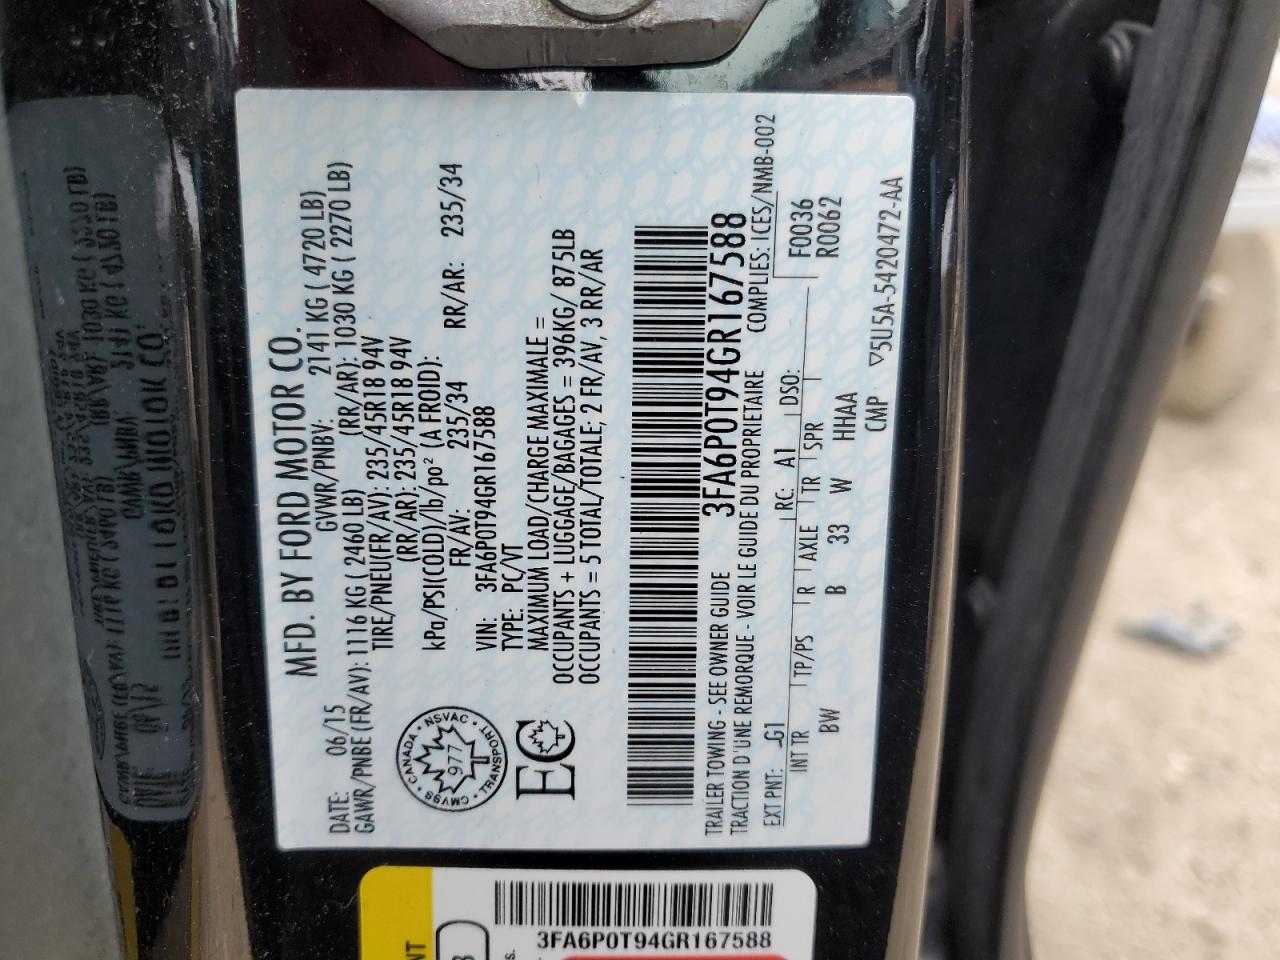 MFD. BY FORD MOTOR CO.
DATE: 06/15 GVWR/PNBV: 2141 KG ( 4720 LB)
GAWR/PNBE (FR/AV): 1116 KG ( 2460 LB) (RR/AR): 1030 KG ( 2270 LB)
TIRE/PNEU(FR/AV): 235/45R18 94V
(RR/AR): 235/45R18 94V
kPa/PSI(COLD)/lb/po² (A FROID):
FR/AV: 235/34 RR/AR: 235/34
VIN: 3FA6P0T94GR167588
TYPE: PC/VT
MAXIMUM LOAD/CHARGE MAXIMALE =
OCCUPANTS + LUGGAGE/BAGAGES = 396KG/ 875LB
OCCUPANTS = 5 TOTAL/TOTALE; 2 FR/AV, 3 RR/AR
CANADA · NSVAC · TRANSPORT · CMVSS ·
977
EC
3FA6P0T94GR167588
TRAILER TOWING - SEE OWNER GUIDE
TRACTION D'UNE REMORQUE - VOIR LE GUIDE DU PROPRIETAIRE COMPLIES: ICES/NMB-002
EXT PNT: G1 RC: A1 DSO: F0036
R0062
INT TR TP/PS R AXLE TR SPR
BW B 33 W HHAA
CMP ▽5U5A-5420472-AA
3FA6P0T94GR167588